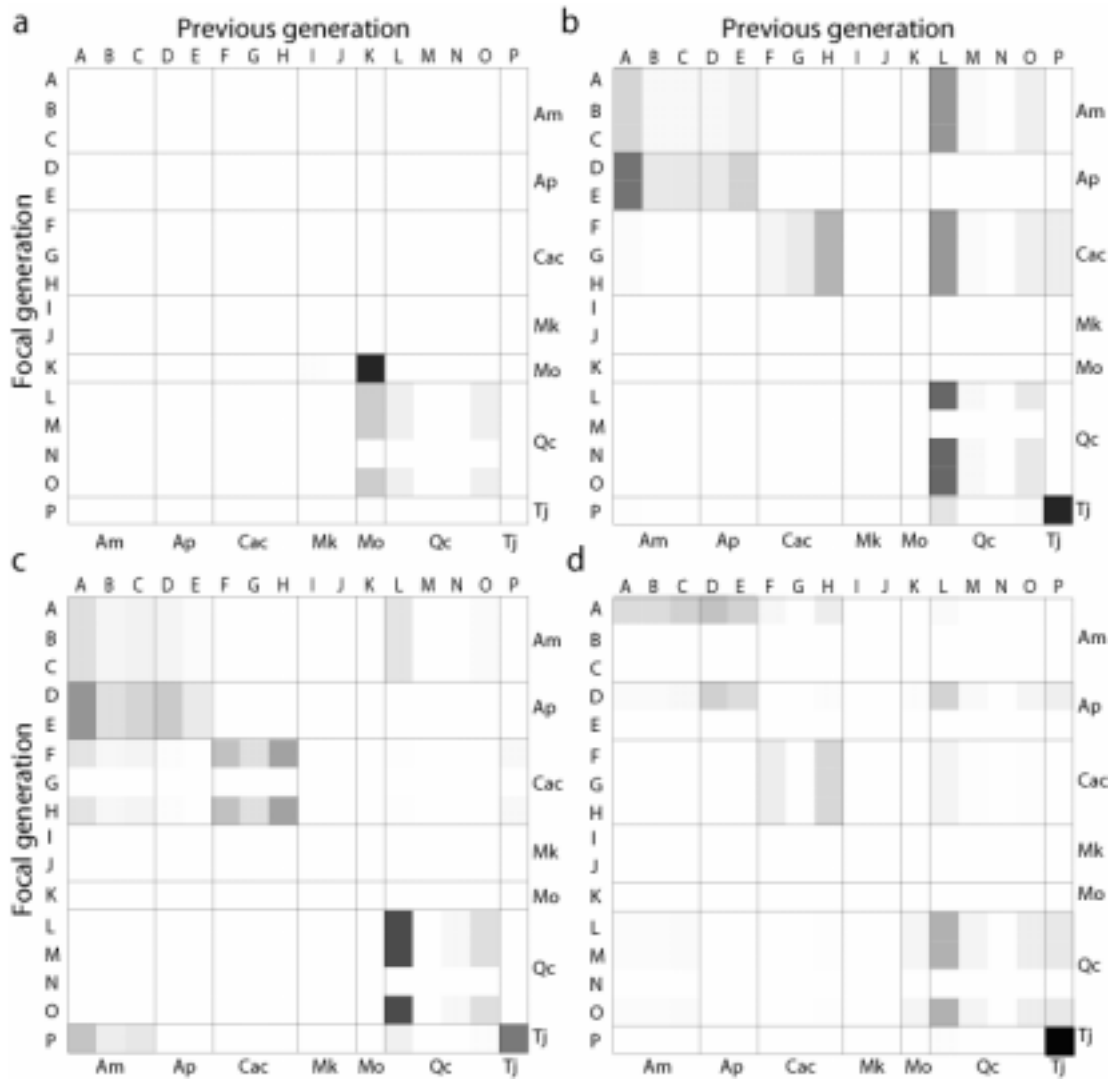 a
Previous generation
A B C D E F G H I J K L M N O P
Focal generation
A
B
C
D
E
F
G
H
I
J
K
L
M
N
O
P
Am
Ap
Cac
Mk
Mo
Qc
Tj
Am Ap Cac Mk Mo Qc Tj
b
Previous generation
A B C D E F G H I J K L M N O P
A
B
C
D
E
F
G
H
I
J
K
L
M
N
O
P
Am
Ap
Cac
Mk
Mo
Qc
Tj
Am Ap Cac Mk Mo Qc Tj
c
A B C D E F G H I J K L M N O P
Focal generation
A
B
C
D
E
F
G
H
I
J
K
L
M
N
O
P
Am
Ap
Cac
Mk
Mo
Qc
Tj
Am Ap Cac Mk Mo Qc Tj
d
A B C D E F G H I J K L M N O P
A
B
C
D
E
F
G
H
I
J
K
L
M
N
O
P
Am
Ap
Cac
Mk
Mo
Qc
Tj
Am Ap Cac Mk Mo Qc Tj